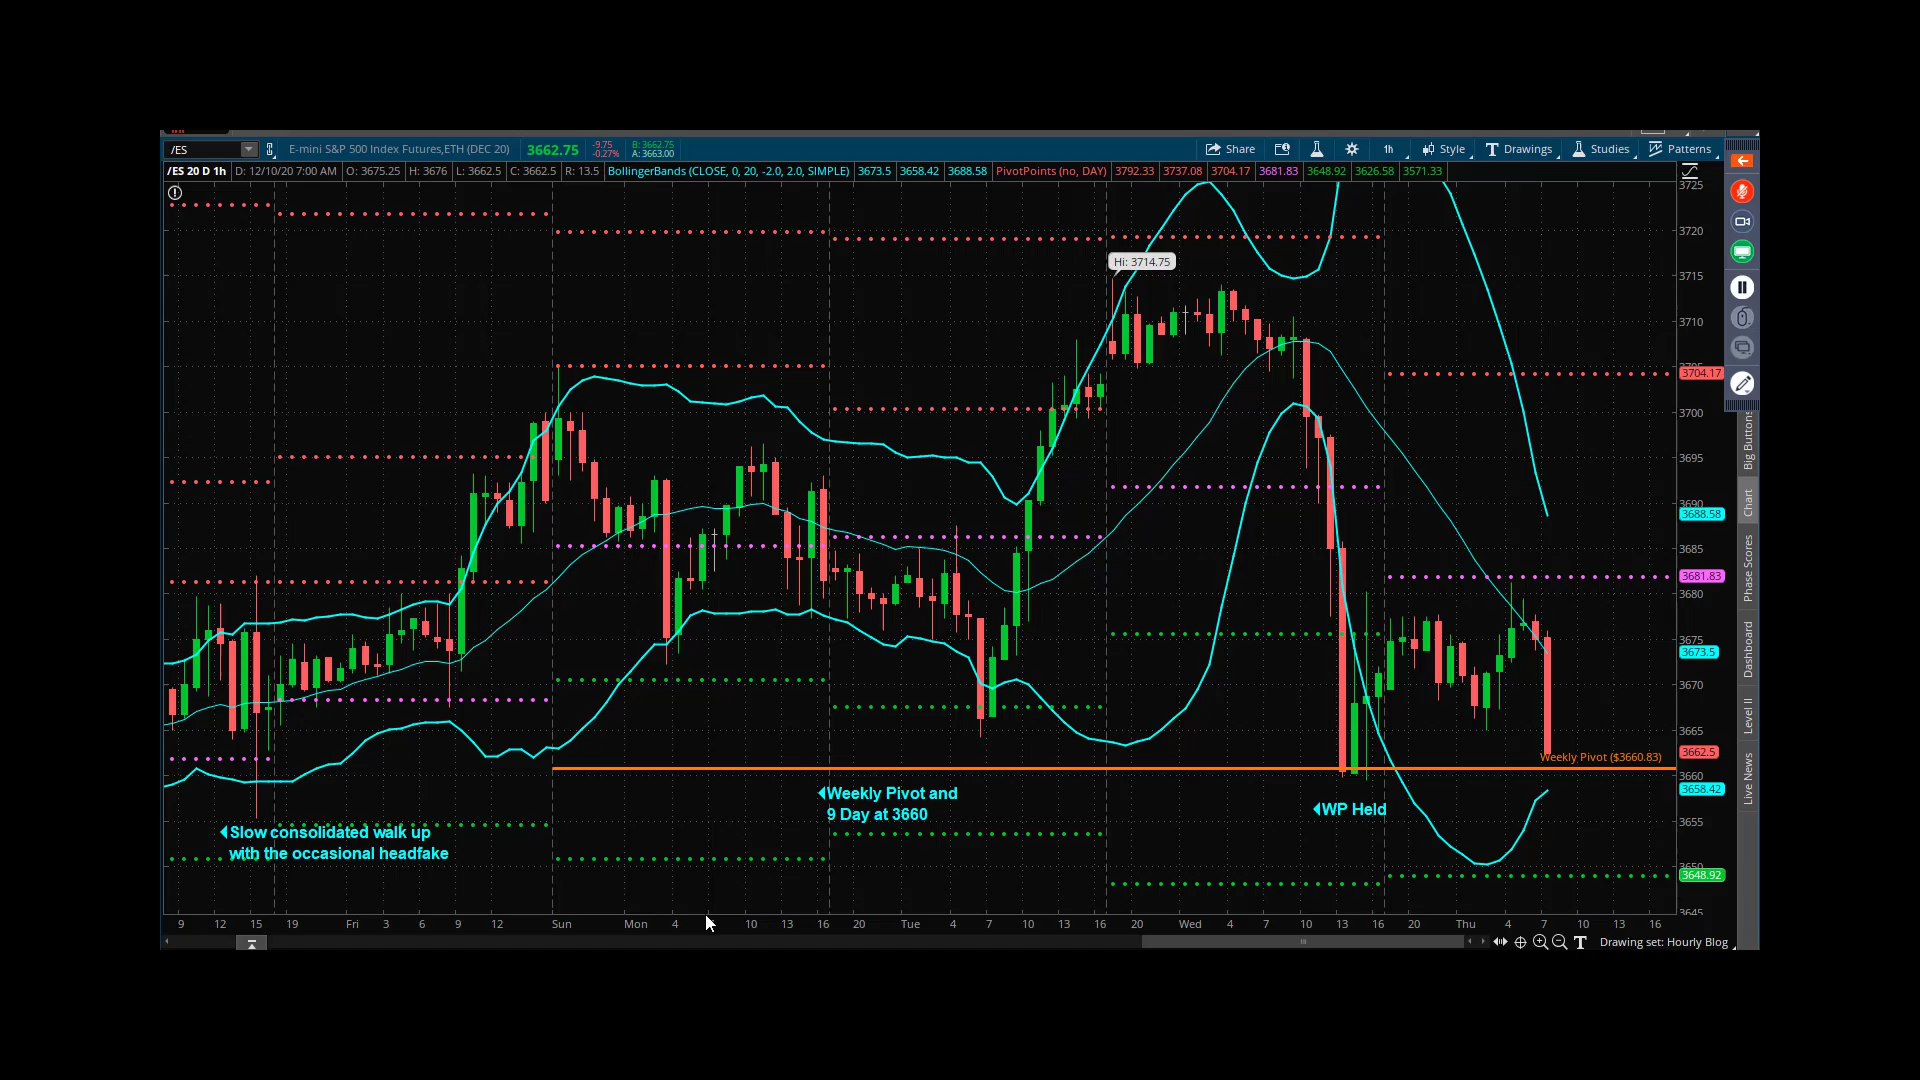 /ES E-mini S&P 500 Index Futures,ETH (DEC 20) 3662.75 -9.75 B: 3662.75 Share 1h Style Drawings Studies Patterns
-0.27% A: 3663.00
/ES 20 D 1h D: 12/10/20 7:00 AM O: 3675.25 H: 3676 L: 3662.5 C: 3662.5 R: 13.5 BollingerBands (CLOSE, 0, 20, -2.0, 2.0, SIMPLE) 3673.5 3658.42 3688.58 PivotPoints (no, DAY) 3792.33 3737.08 3704.17 3681.83 3648.92 3626.58 3571.33
3725
3720
Hi: 3714.75
3715
3710
3705
3704.17
3700
3695
3690
3688.58
3685
3681.83
3680
3675
3673.5
3670
3665
3662.5
Weekly Pivot ($3660.83)
3660
3658.42
3655
3650
3648.92
3645
Weekly Pivot and
9 Day at 3660
WP Held
Slow consolidated walk up
with the occasional headfake
Big Buttons
Chart
Phase Scores
Dashboard
Level II
Live News
9 12 15 19 Fri 3 6 9 12 Sun Mon 4 10 13 16 20 Tue 4 7 10 13 16 20 Wed 4 7 10 13 16 20 Thu 4 7 10 13 16
Drawing set: Hourly Blog